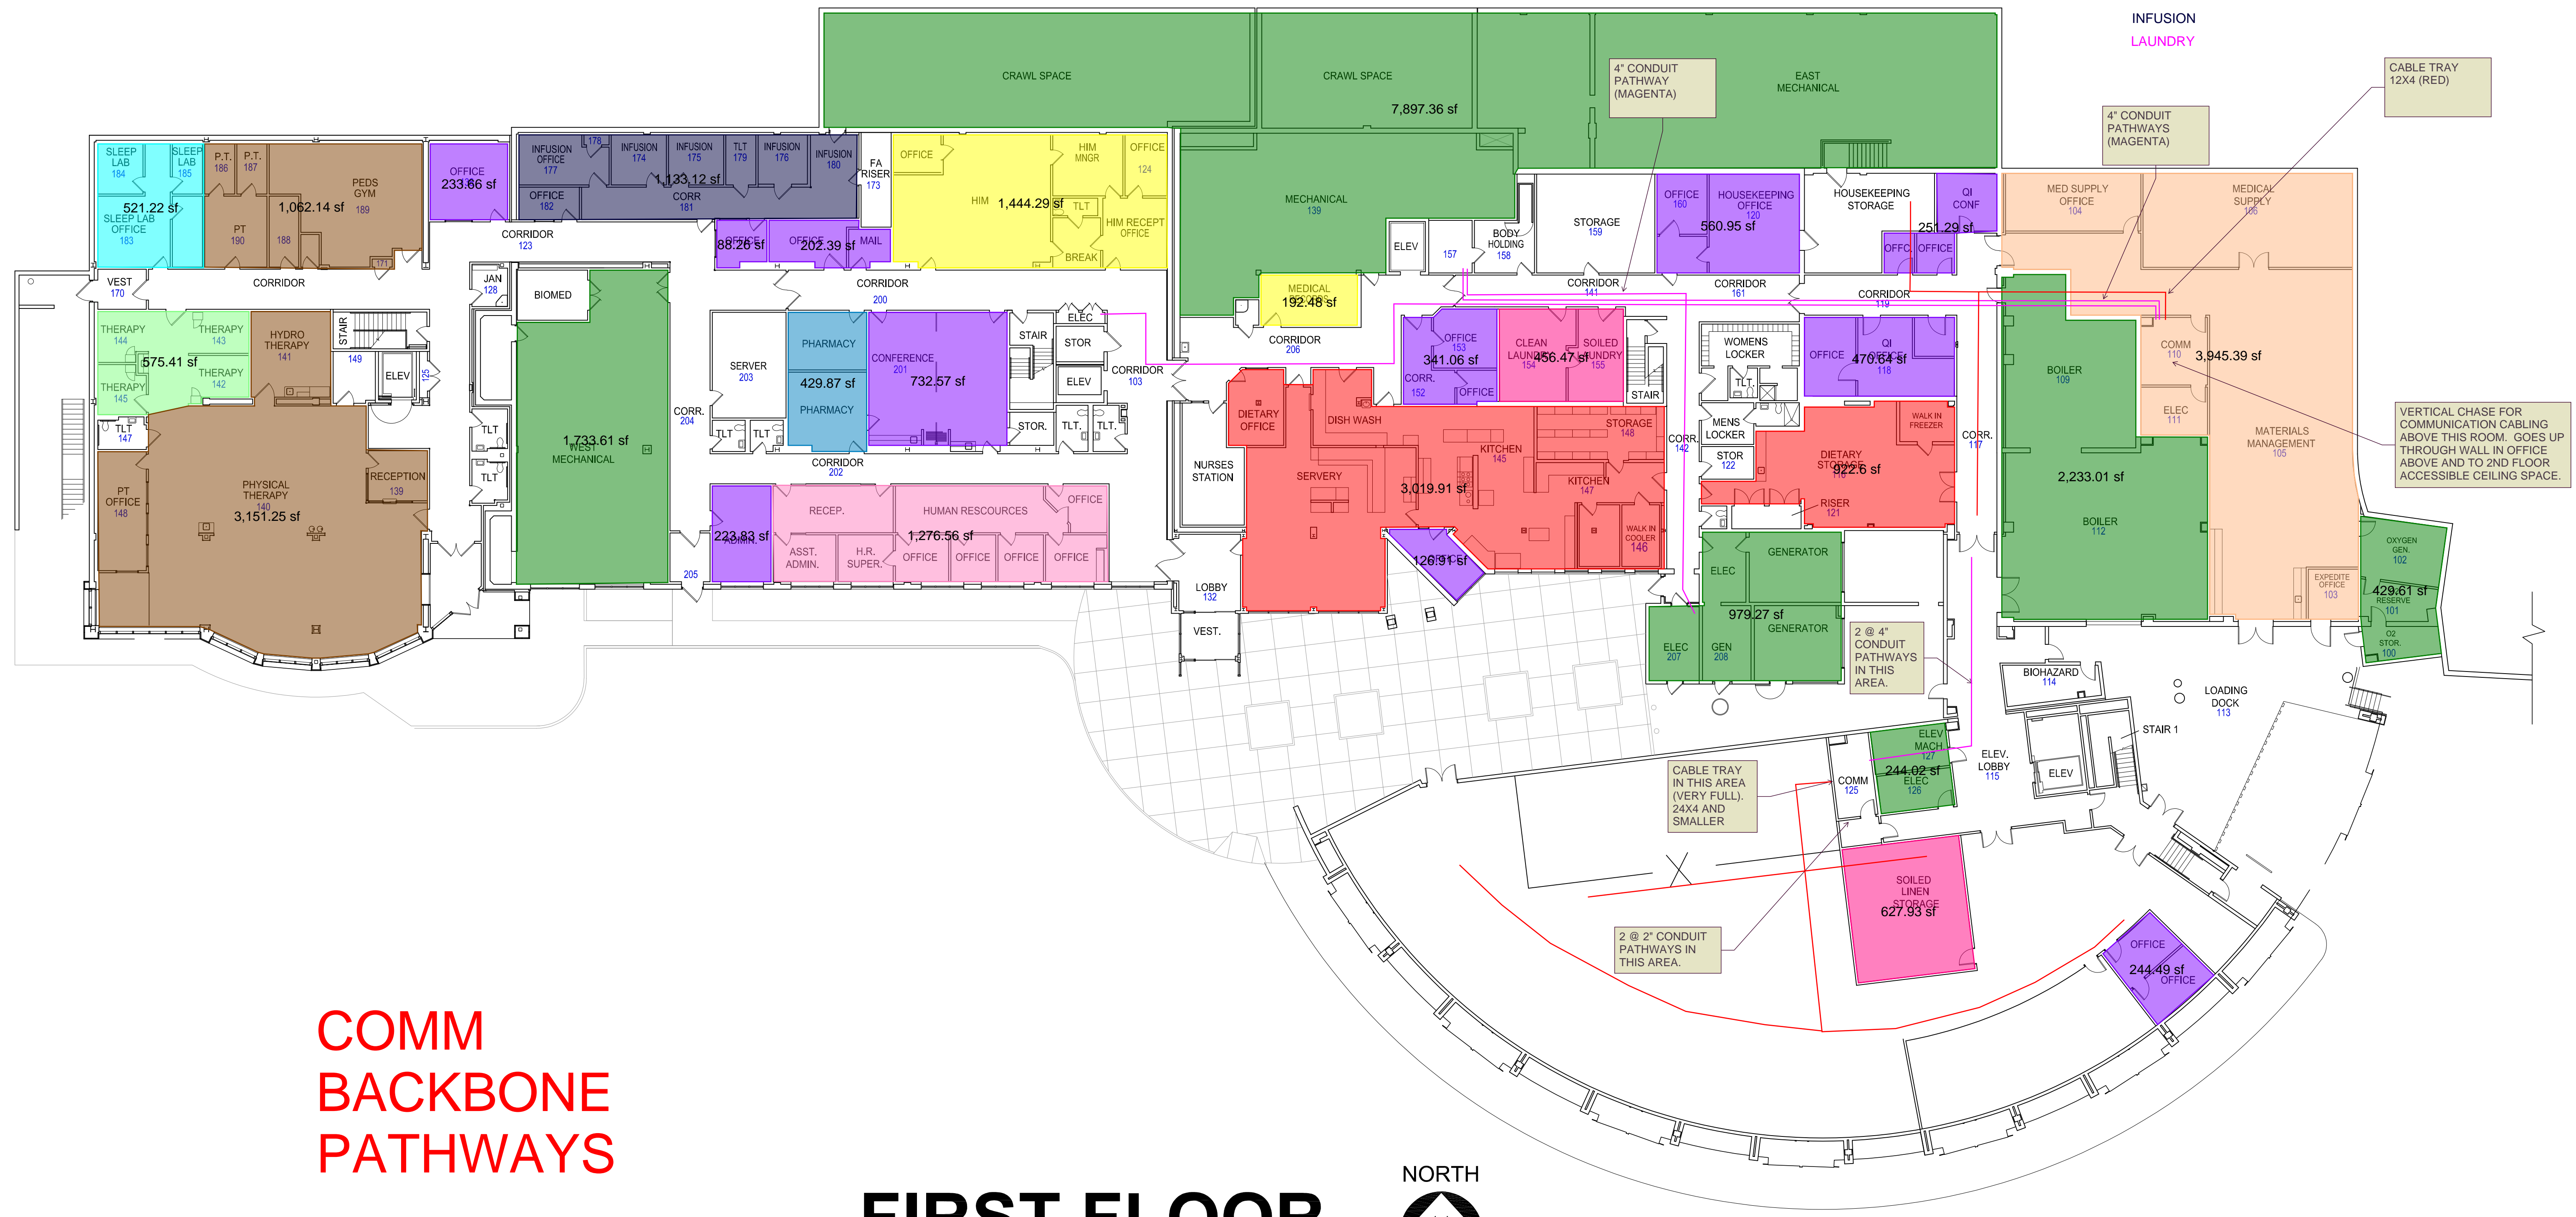 INFUSION
LAUNDRY
CRAWL SPACE
CRAWL SPACE
7,897.36 sf
EAST
MECHANICAL
4" CONDUIT
PATHWAY
(MAGENTA)
CABLE TRAY
12X4 (RED)
4" CONDUIT
PATHWAYS
(MAGENTA)
SLEEP
LAB
184
SLEEP
LAB
185
521.22 sf
SLEEP LAB
OFFICE
183
P.T.
186
P.T.
187
PEDS
GYM
189
1,062.14 sf
PT
190
188
171
OFFICE
233.66 sf
INFUSION
OFFICE
177
178
INFUSION
174
INFUSION
175
TLT
179
INFUSION
176
INFUSION
180
1,133.12 sf
OFFICE
182
CORR
181
FA
RISER
173
OFFICE
HIM
MNGR
OFFICE
124
HIM
1,444.29 sf
TLT
HIM RECEPT
OFFICE
BREAK
CORRIDOR
123
OFFICE
88.26 sf
OFFICE
202.39 sf
MAIL
MECHANICAL
139
ELEV
157
BODY
HOLDING
158
STORAGE
159
OFFICE
160
HOUSEKEEPING
OFFICE
120
560.95 sf
HOUSEKEEPING
STORAGE
QI
CONF
251.29 sf
OFFC.
OFFICE
MED SUPPLY
OFFICE
104
MEDICAL
SUPPLY
106
VEST
170
CORRIDOR
JAN
128
BIOMED
CORRIDOR
200
MEDICAL
192.48 sf
CORRIDOR
141
CORRIDOR
161
CORRIDOR
119
THERAPY
144
THERAPY
143
575.41 sf
THERAPY
145
THERAPY
142
HYDRO
THERAPY
141
STAIR
149
ELEV
125
SERVER
203
PHARMACY
429.87 sf
PHARMACY
CONFERENCE
201
732.57 sf
STAIR
ELEC
STOR
ELEV
STOR.
TLT.
TLT.
CORRIDOR
103
CORRIDOR
206
OFFICE
153
341.06 sf
CORR.
152
OFFICE
CLEAN
LAUNDRY
154
456.47 sf
SOILED
LAUNDRY
155
STAIR
WOMENS
LOCKER
TLT.
OFFICE
QI
OFFICE
118
470.64 sf
BOILER
109
COMM
110
3,945.39 sf
ELEC
111
MATERIALS
MANAGEMENT
105
VERTICAL CHASE FOR
COMMUNICATION CABLING
ABOVE THIS ROOM. GOES UP
THROUGH WALL IN OFFICE
ABOVE AND TO 2ND FLOOR
ACCESSIBLE CEILING SPACE.
TLT
147
PT
OFFICE
148
PHYSICAL
THERAPY
140
3,151.25 sf
RECEPTION
139
TLT
TLT
1,733.61 sf
WEST
MECHANICAL
CORR.
204
TLT
TLT
CORRIDOR
202
DIETARY
OFFICE
DISH WASH
NURSES
STATION
SERVERY
3,019.91 sf
KITCHEN
145
STORAGE
148
KITCHEN
147
WALK IN
COOLER
146
CORR.
142
MENS
LOCKER
STOR
122
DIETARY
STORAGE
922.6 sf
WALK IN
FREEZER
RISER
121
CORR.
117
2,233.01 sf
BOILER
112
223.83 sf
ADMIN.
RECEP.
HUMAN RESCOURCES
OFFICE
1,276.56 sf
ASST.
ADMIN.
H.R.
SUPER.
OFFICE
OFFICE
OFFICE
OFFICE
205
LOBBY
132
VEST.
OFFICE
126.91 sf
ELEC
GENERATOR
979.27 sf
GENERATOR
ELEC
207
GEN
208
OXYGEN
GEN.
102
429.61 sf
RESERVE
101
O2
STOR.
100
EXPEDITE
OFFICE
103
2 @ 4"
CONDUIT
PATHWAYS
IN THIS
AREA.
BIOHAZARD
114
LOADING
DOCK
113
STAIR 1
ELEV
CABLE TRAY
IN THIS AREA
(VERY FULL).
24X4 AND
SMALLER
COMM
125
ELEV
MACH.
127
244.02 sf
ELEC
126
ELEV.
LOBBY
115
2 @ 2" CONDUIT
PATHWAYS IN
THIS AREA.
SOILED
LINEN
STORAGE
627.93 sf
OFFICE
244.49 sf
OFFICE
COMM
BACKBONE
PATHWAYS
NORTH
FIRST FLOOR